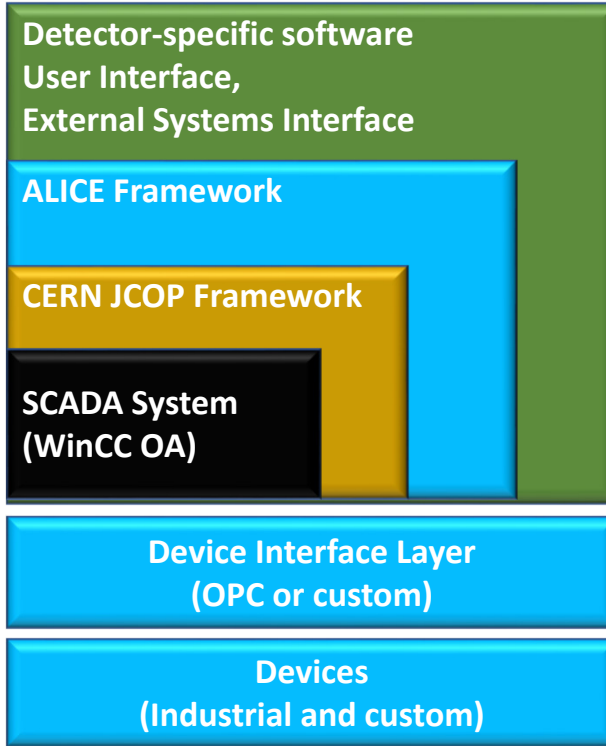 Detector-specific software
User Interface,
External Systems Interface
ALICE Framework
CERN JCOP Framework
SCADA System
(WinCC OA)
Device Interface Layer
(OPC or custom)
Devices
(Industrial and custom)